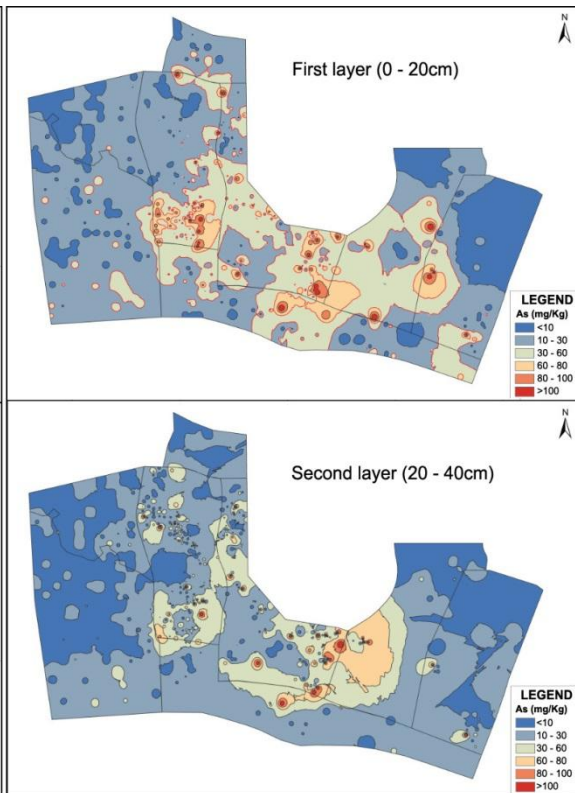 N
First layer (0 - 20cm)
LEGEND
As (mg/Kg)
<10
10 - 30
30 - 60
60 - 80
80 - 100
>100
N
Second layer (20 - 40cm)
LEGEND
As (mg/Kg)
<10
10 - 30
30 - 60
60 - 80
80 - 100
>100